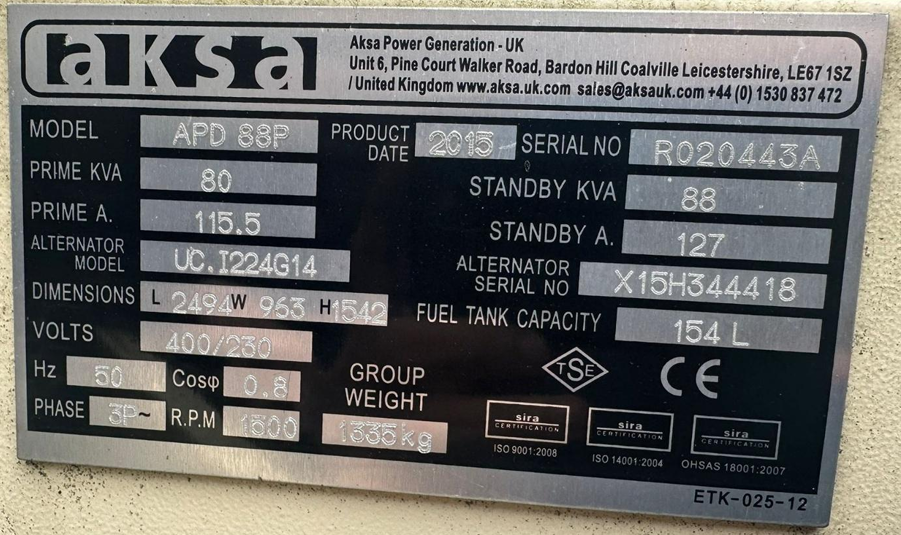 aksa
Aksa Power Generation - UK
Unit 6, Pine Court Walker Road, Bardon Hill Coalville Leicestershire, LE67 1SZ
/ United Kingdom www.aksa.uk.com sales@aksauk.com +44 (0) 1530 837 472
MODEL APD 88P PRODUCT DATE 2015 SERIAL NO R020443A
PRIME KVA 80 STANDBY KVA 88
PRIME A. 115.5 STANDBY A. 127
ALTERNATOR MODEL UC.I224G14 ALTERNATOR SERIAL NO X15H344418
DIMENSIONS L 2494 W 963 H 1542 FUEL TANK CAPACITY 154 L
VOLTS 400/230
Hz 50 Cosφ 0.8 GROUP WEIGHT 1335kg
PHASE 3P~ R.P.M 1500
TSE CE
sira CERTIFICATION sira CERTIFICATION sira CERTIFICATION
ISO 9001:2008 ISO 14001:2004 OHSAS 18001:2007
ETK-025-12